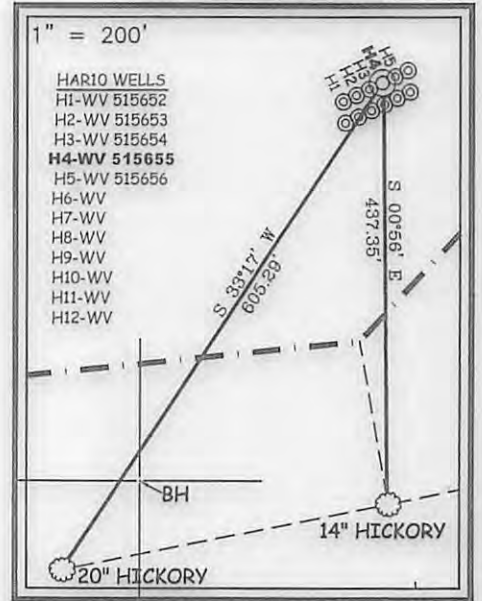 1" = 200'
HAR10 WELLS
H1-WV 515652
H2-WV 515653
H3-WV 515654
H4-WV 515655
H5-WV 515656
H6-WV
H7-WV
H8-WV
H9-WV
H10-WV
H11-WV
H12-WV
H1
H2
H3
H4
H5
S 33°17' W
605.29'
S 00°56' E
437.35'
BH
14" HICKORY
20" HICKORY